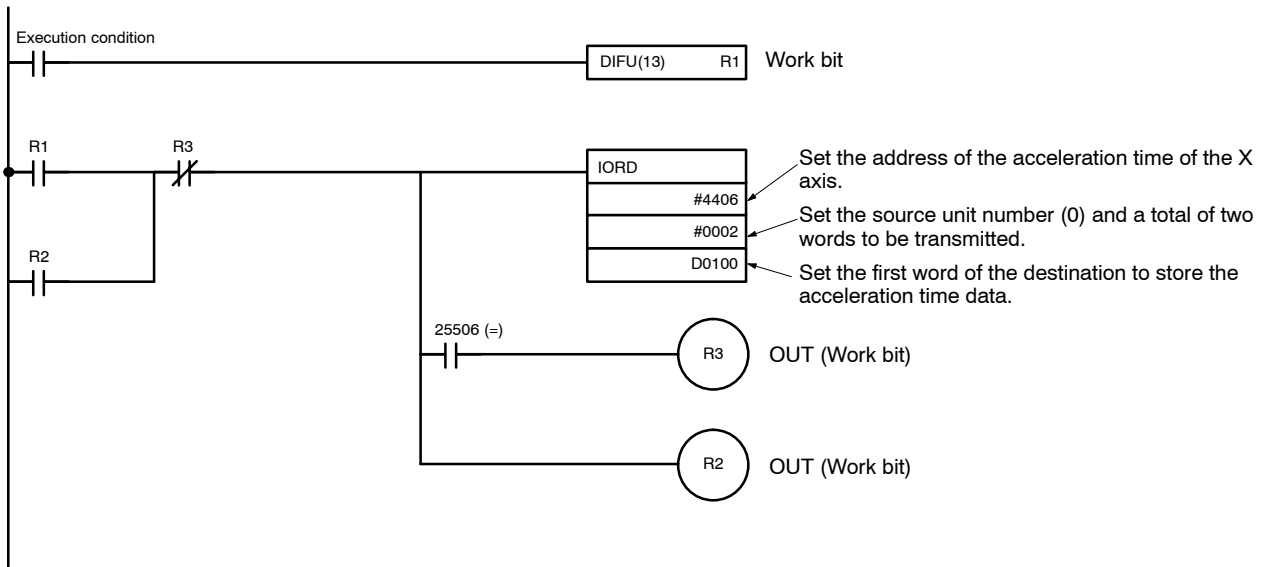 Execution condition
DIFU(13) R1 Work bit
R1 R3
IORD
#4406
#0002
D0100
Set the address of the acceleration time of the X
axis.
Set the source unit number (0) and a total of two
words to be transmitted.
Set the first word of the destination to store the
acceleration time data.
R2
25506 (=)
R3 OUT (Work bit)
R2 OUT (Work bit)